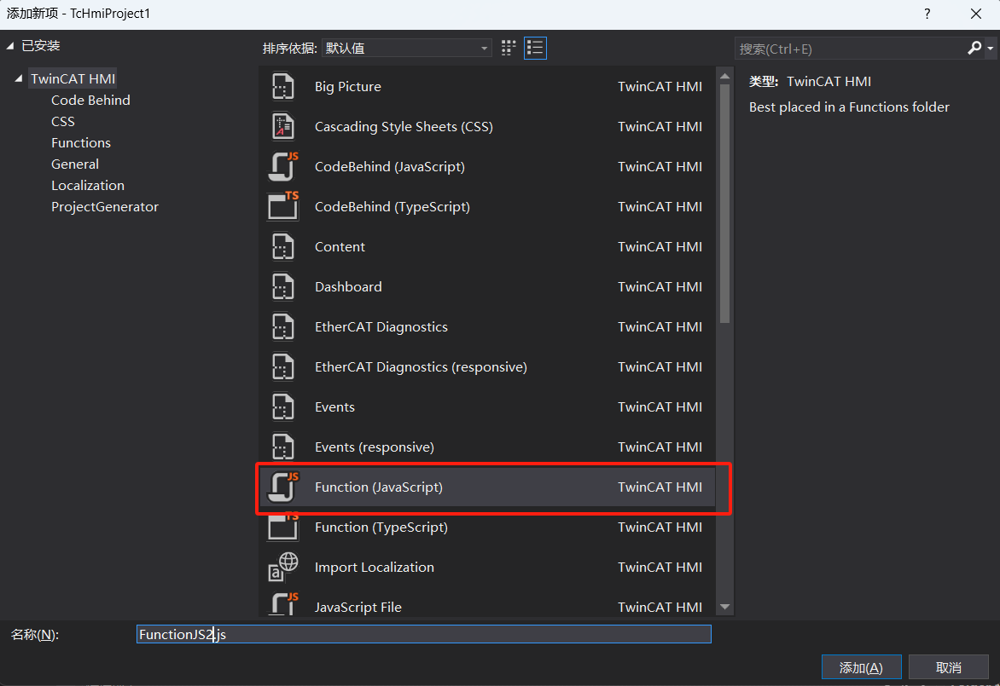 添加新项 - TcHmiProject1
?
已安装
TwinCAT HMI
Code Behind
CSS
Functions
General
Localization
ProjectGenerator
排序依据: 默认值
Big Picture TwinCAT HMI
Cascading Style Sheets (CSS) TwinCAT HMI
CodeBehind (JavaScript) TwinCAT HMI
CodeBehind (TypeScript) TwinCAT HMI
Content TwinCAT HMI
Dashboard TwinCAT HMI
EtherCAT Diagnostics TwinCAT HMI
EtherCAT Diagnostics (responsive) TwinCAT HMI
Events TwinCAT HMI
Events (responsive) TwinCAT HMI
Function (JavaScript) TwinCAT HMI
Function (TypeScript) TwinCAT HMI
Import Localization TwinCAT HMI
JavaScript File TwinCAT HMI
搜索(Ctrl+E)
类型: TwinCAT HMI
Best placed in a Functions folder
名称(N): FunctionJS2.js
添加(A) 取消